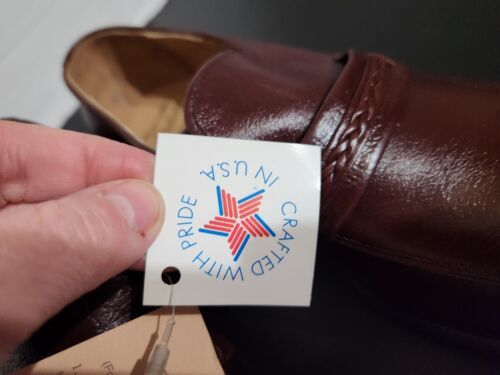 CRAFTED WITH PRIDE
IN U.S.A.